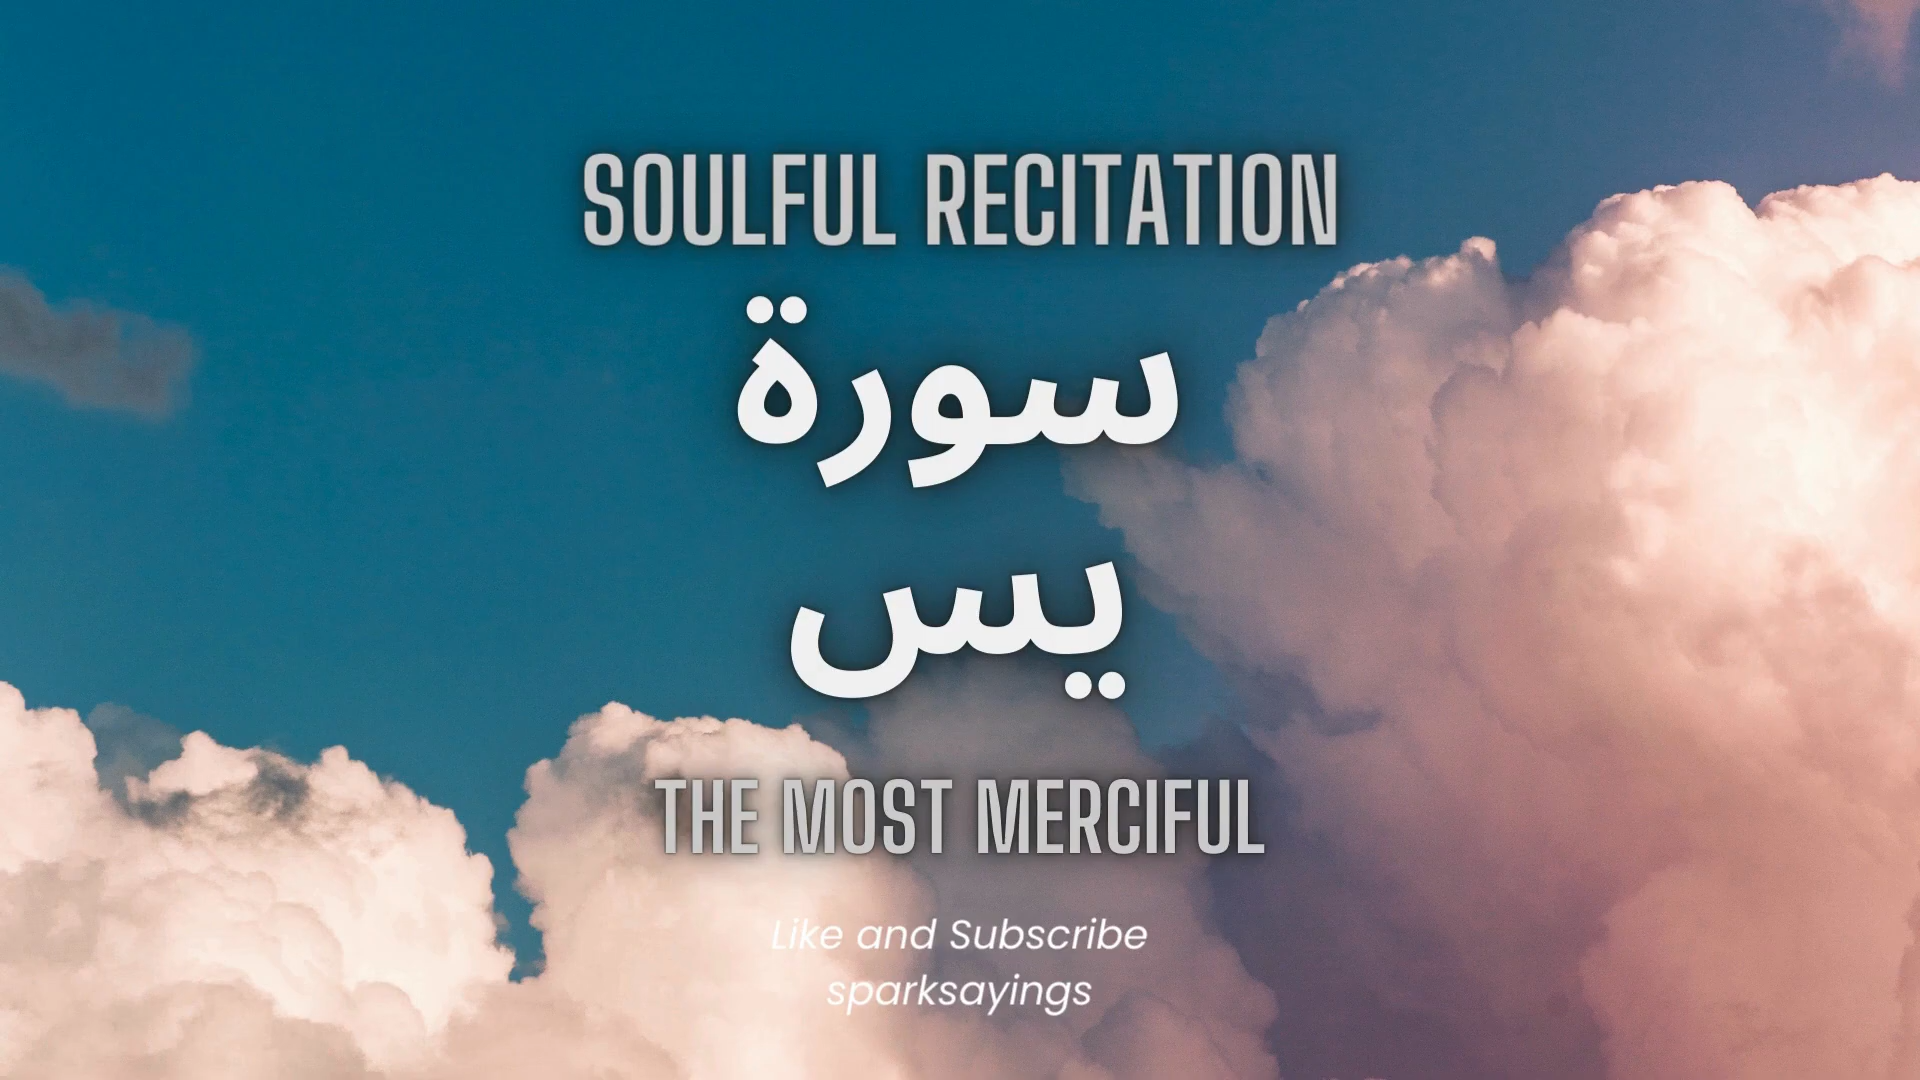 SOULFUL RECITATION
سورة
يس
THE MOST MERCIFUL
Like and Subscribe
sparksayings